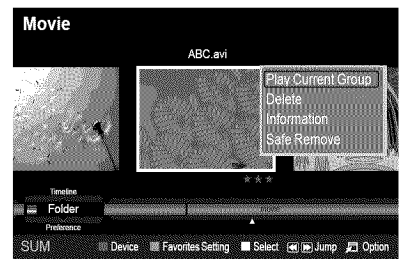 Movie
ABC.avi
Play Current Group
Delete
Information
Safe Remove
Timeline
Folder
Preference
SUM Device Favorites Setting Select Jump Option